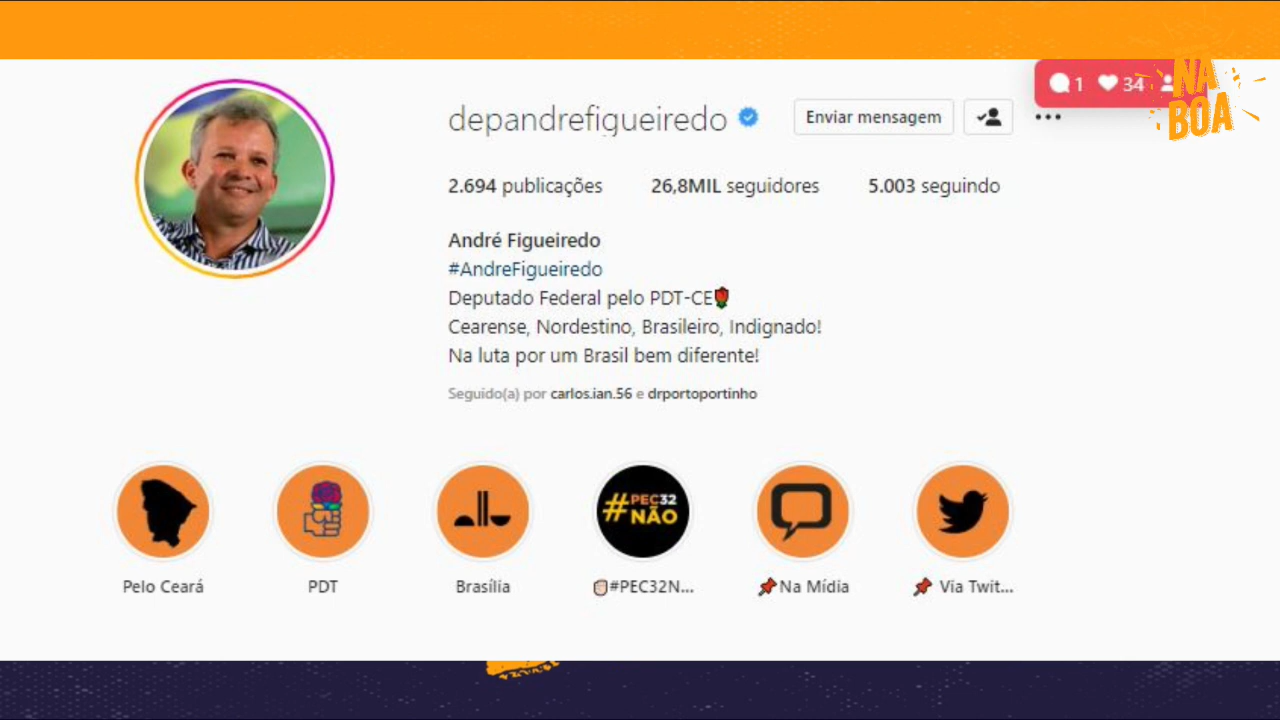 NA
BOA
1 34
depandrefigueiredo
Enviar mensagem
2.694 publicações 26,8MIL seguidores 5.003 seguindo
André Figueiredo
#AndreFigueiredo
Deputado Federal pelo PDT-CE🌹
Cearense, Nordestino, Brasileiro, Indignado!
Na luta por um Brasil bem diferente!
Seguido(a) por carlos.ian.56 e drportoportinho
#PEC32
NÃO
Pelo Ceará
PDT
Brasília
✊🏻#PEC32N...
📌Na Mídia
📌 Via Twit...